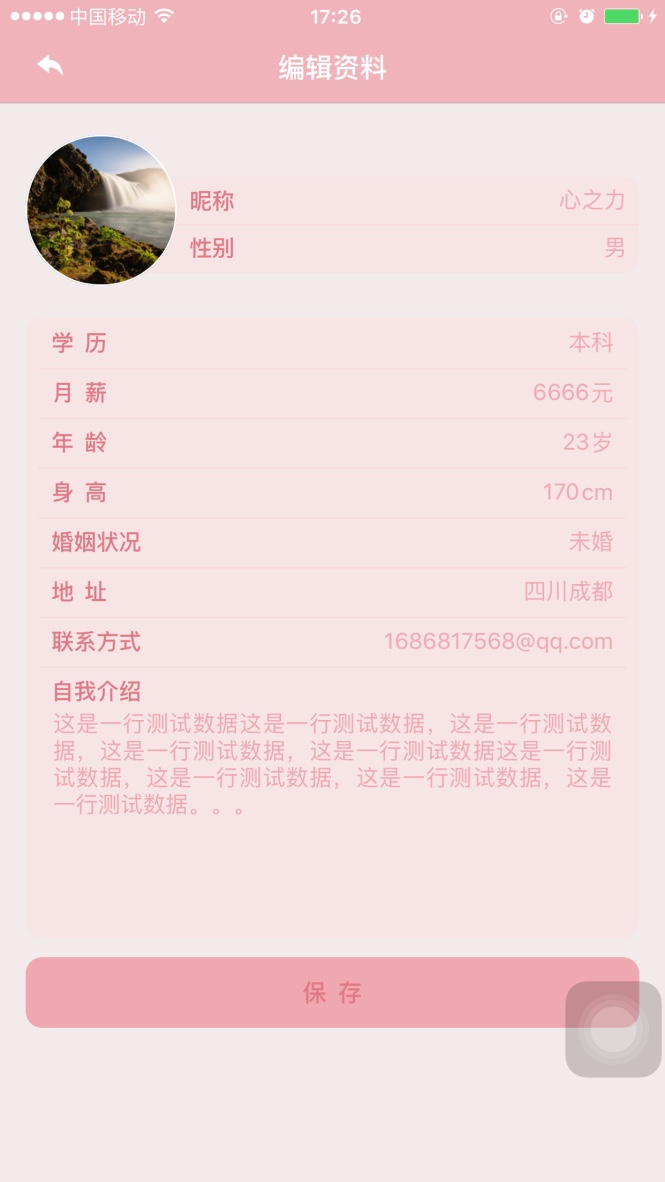 中国移动 17:26
编辑资料
昵称 心之力
性别 男
学 历 本科
月 薪 6666元
年 龄 23岁
身 高 170cm
婚姻状况 未婚
地 址 四川成都
联系方式 1686817568@qq.com
自我介绍
这是一行测试数据这是一行测试数据，这是一行测试数
据，这是一行测试数据，这是一行测试数据这是一行测
试数据，这是一行测试数据，这是一行测试数据，这是
一行测试数据。。。
保 存